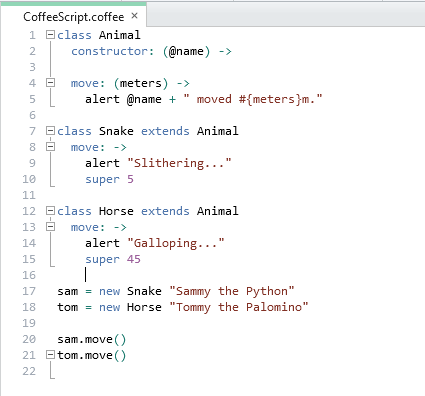 CoffeeScript.coffee ×
1 class Animal
2   constructor: (@name) ->
3
4   move: (meters) ->
5     alert @name + " moved #{meters}m."
6
7 class Snake extends Animal
8   move: ->
9     alert "Slithering..."
10     super 5
11
12 class Horse extends Animal
13   move: ->
14     alert "Galloping..."
15     super 45
16
17 sam = new Snake "Sammy the Python"
18 tom = new Horse "Tommy the Palomino"
19
20 sam.move()
21 tom.move()
22